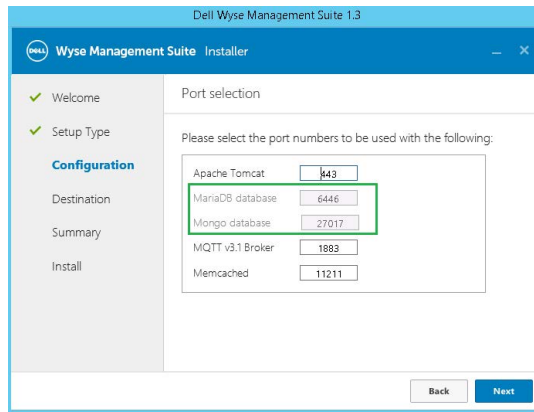 Dell Wyse Management Suite 1.3
DELL Wyse Management Suite Installer
Welcome
Port selection
Setup Type
Please select the port numbers to be used with the following:
Configuration
Apache Tomcat 443
Destination
MariaDB database 6446
Mongo database 27017
Summary
MQTT v3.1 Broker 1883
Install
Memcached 11211
Back Next